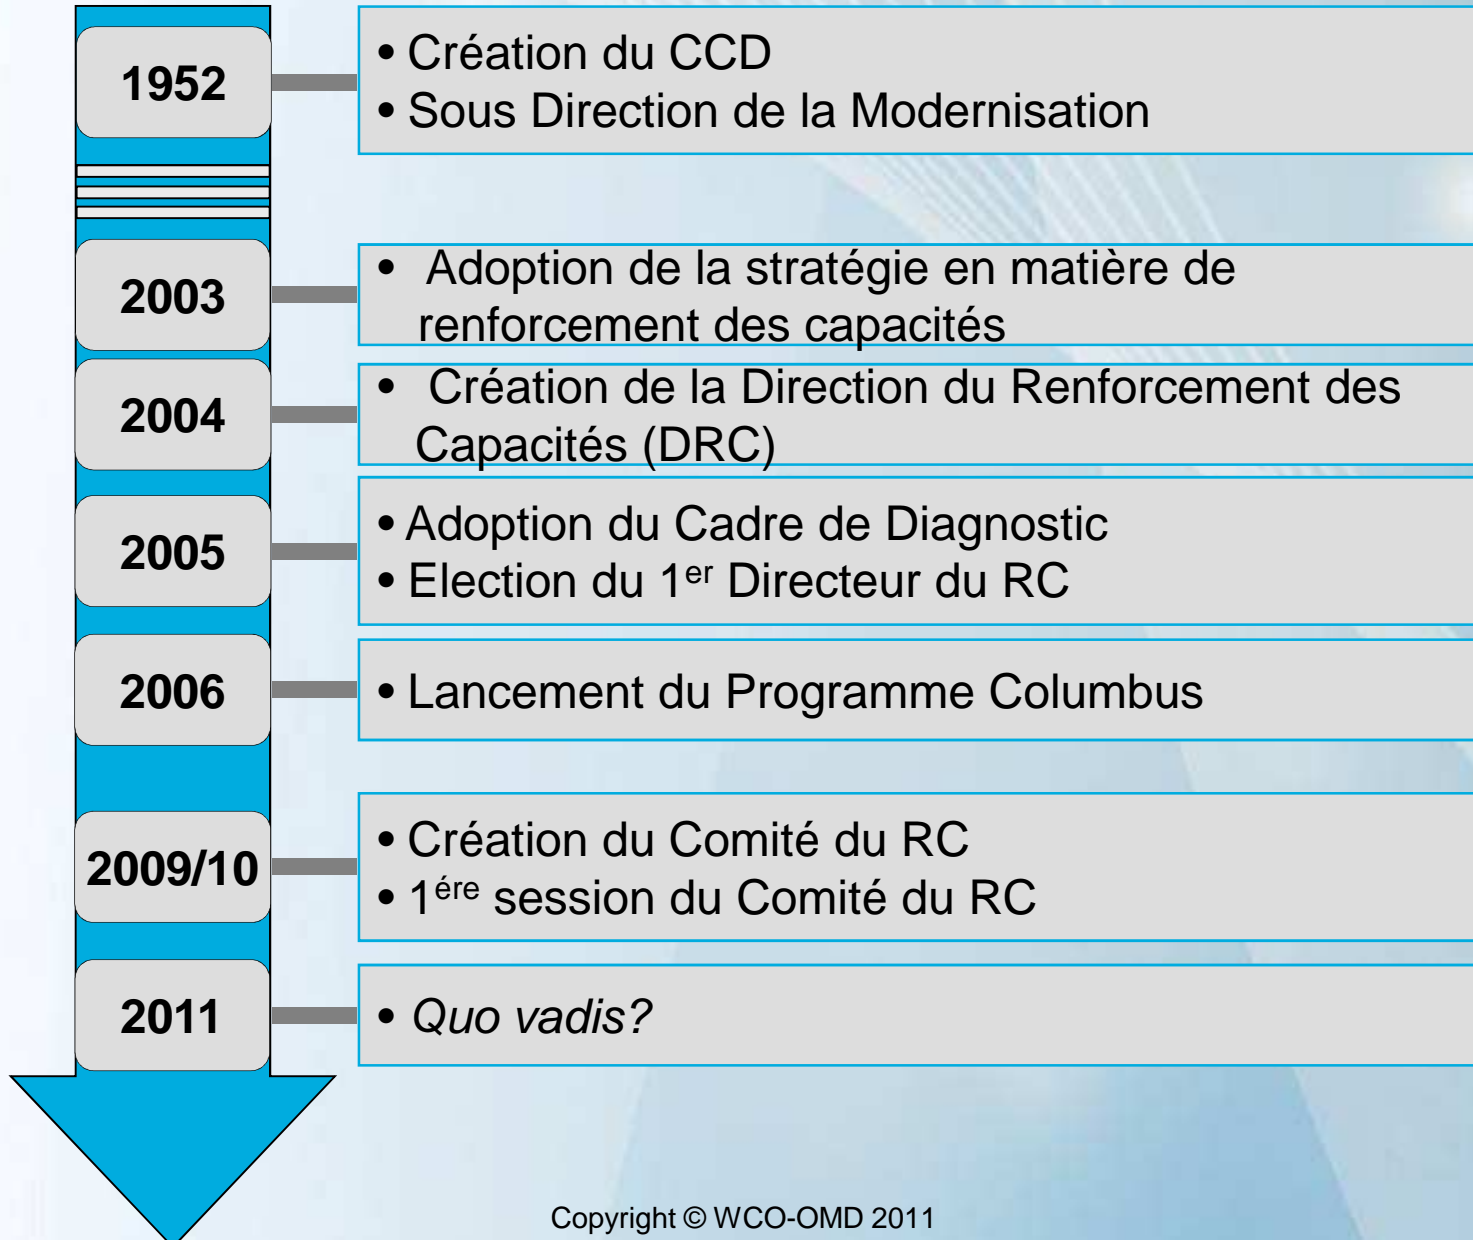 1952
• Création du CCD
• Sous Direction de la Modernisation
2003
• Adoption de la stratégie en matière de
renforcement des capacités
2004
• Création de la Direction du Renforcement des
Capacités (DRC)
2005
• Adoption du Cadre de Diagnostic
• Election du 1er Directeur du RC
2006
• Lancement du Programme Columbus
2009/10
• Création du Comité du RC
• 1ére session du Comité du RC
2011
• Quo vadis?
Copyright © WCO-OMD 2011